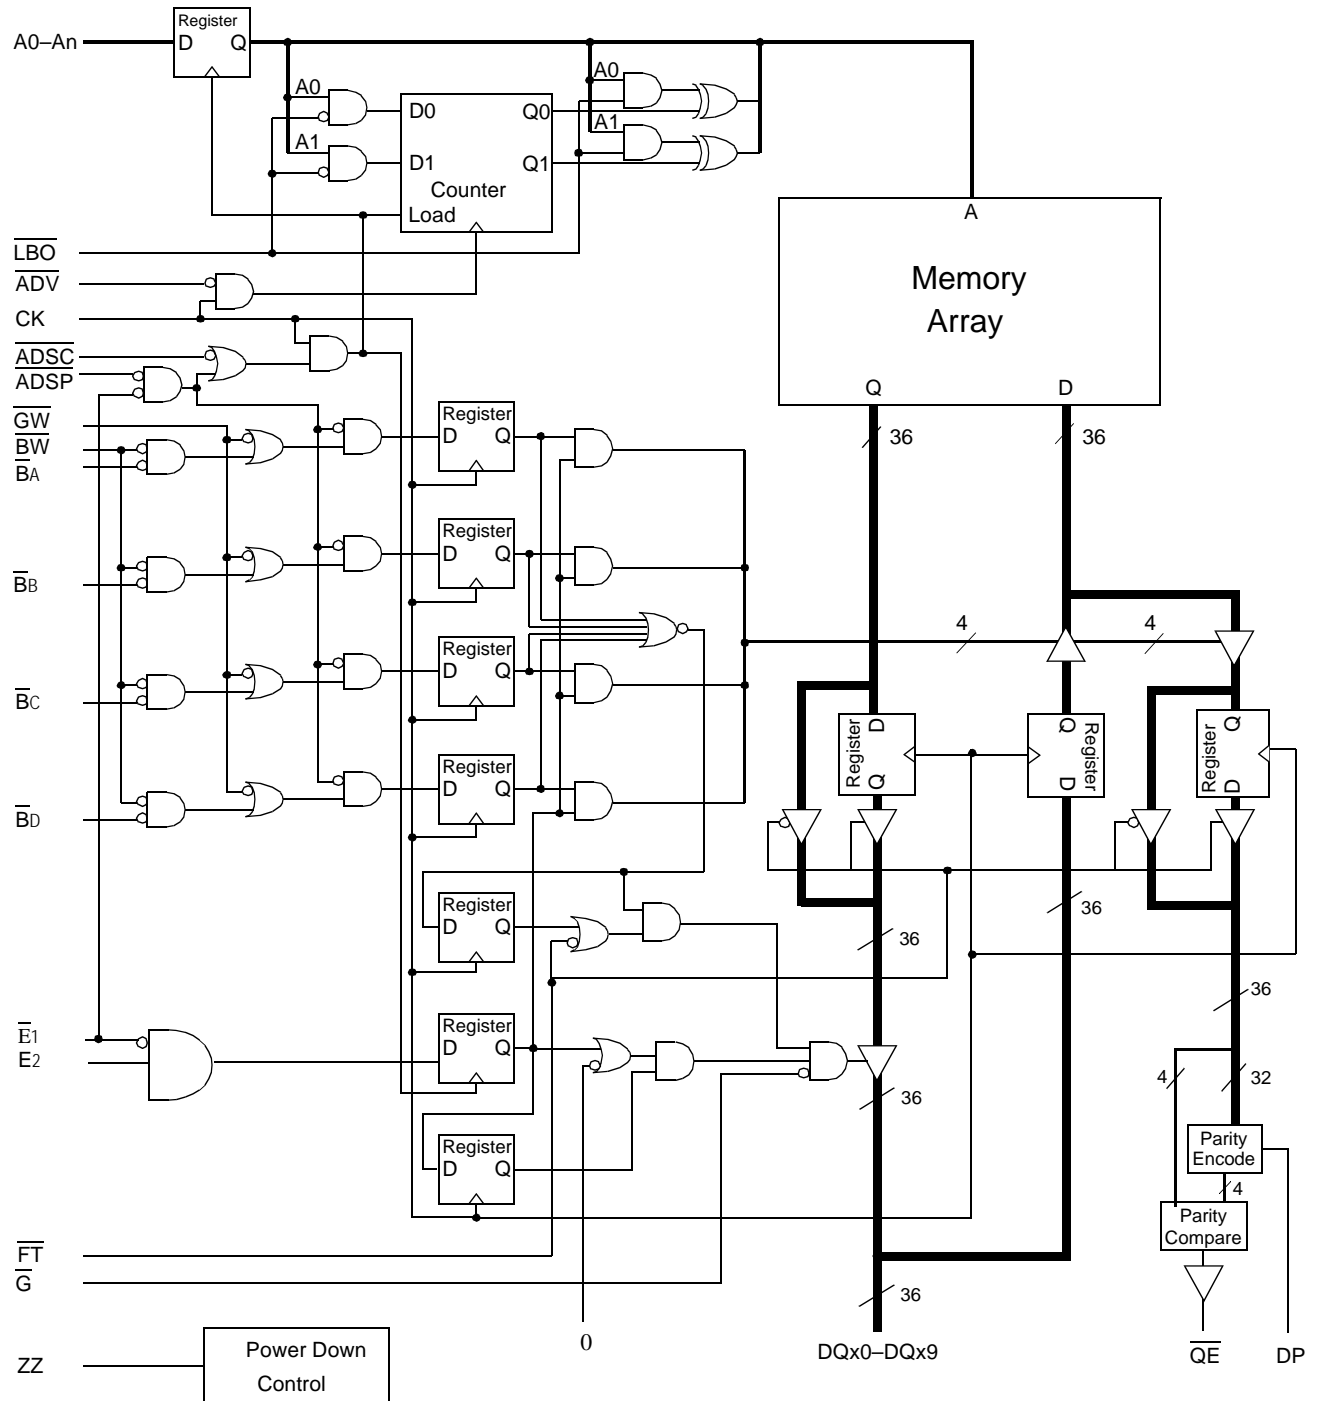 Register
A0–An
D Q
A0
A0
D0
Q0
A1
A1
D1
Q1
Counter
Load
A
LBO
ADV
Memory
Array
CK
ADSC
ADSP
Q D
GW
BW
BA
Register
D Q
36
36
Register
D Q
BB
4
4
Register
D Q
BC
Register
D
Q
Register
Q
D
Register
Q
D
Register
D Q
BD
Register
D Q
36
36
36
E1
E2
Register
D Q
4
32
36
Register
D Q
Parity
Encode
4
Parity
Compare
FT
G
36
0
DQx0–DQx9
QE
DP
ZZ
Power Down
Control